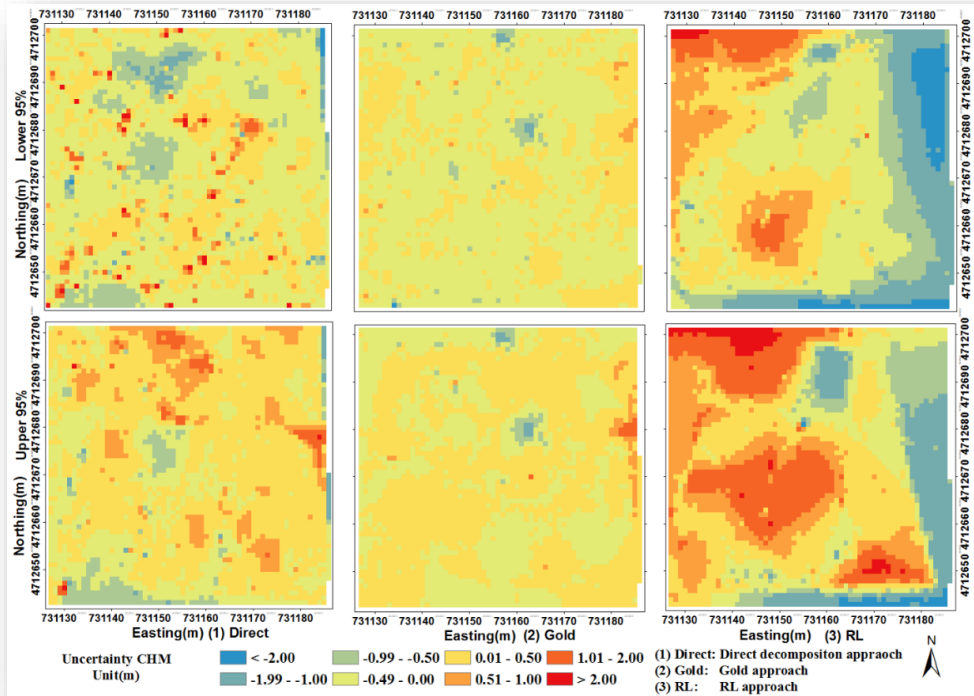 731130 731140 731150 731160 731170 731180
731130 731140 731150 731160 731170 731180
731130 731140 731150 731160 731170 731180
Northing(m) Lower 95%
4712650 4712660 4712670 4712680 4712690 4712700
4712650 4712660 4712670 4712680 4712690 4712700
Northing(m) Upper 95%
4712650 4712660 4712670 4712680 4712690 4712700
4712650 4712660 4712670 4712680 4712690 4712700
731130 731140 731150 731160 731170 731180
731130 731140 731150 731160 731170 731180
731130 731140 731150 731160 731170 731180
Easting(m) (1) Direct
Easting(m) (2) Gold
Easting(m) (3) RL
Uncertainty CHM
Unit(m)
< -2.00
-0.99 - -0.50
0.01 - 0.50
1.01 - 2.00
-1.99 - -1.00
-0.49 - 0.00
0.51 - 1.00
> 2.00
(1) Direct: Direct decompositon appraoch
(2) Gold: Gold approach
(3) RL: RL approach
N